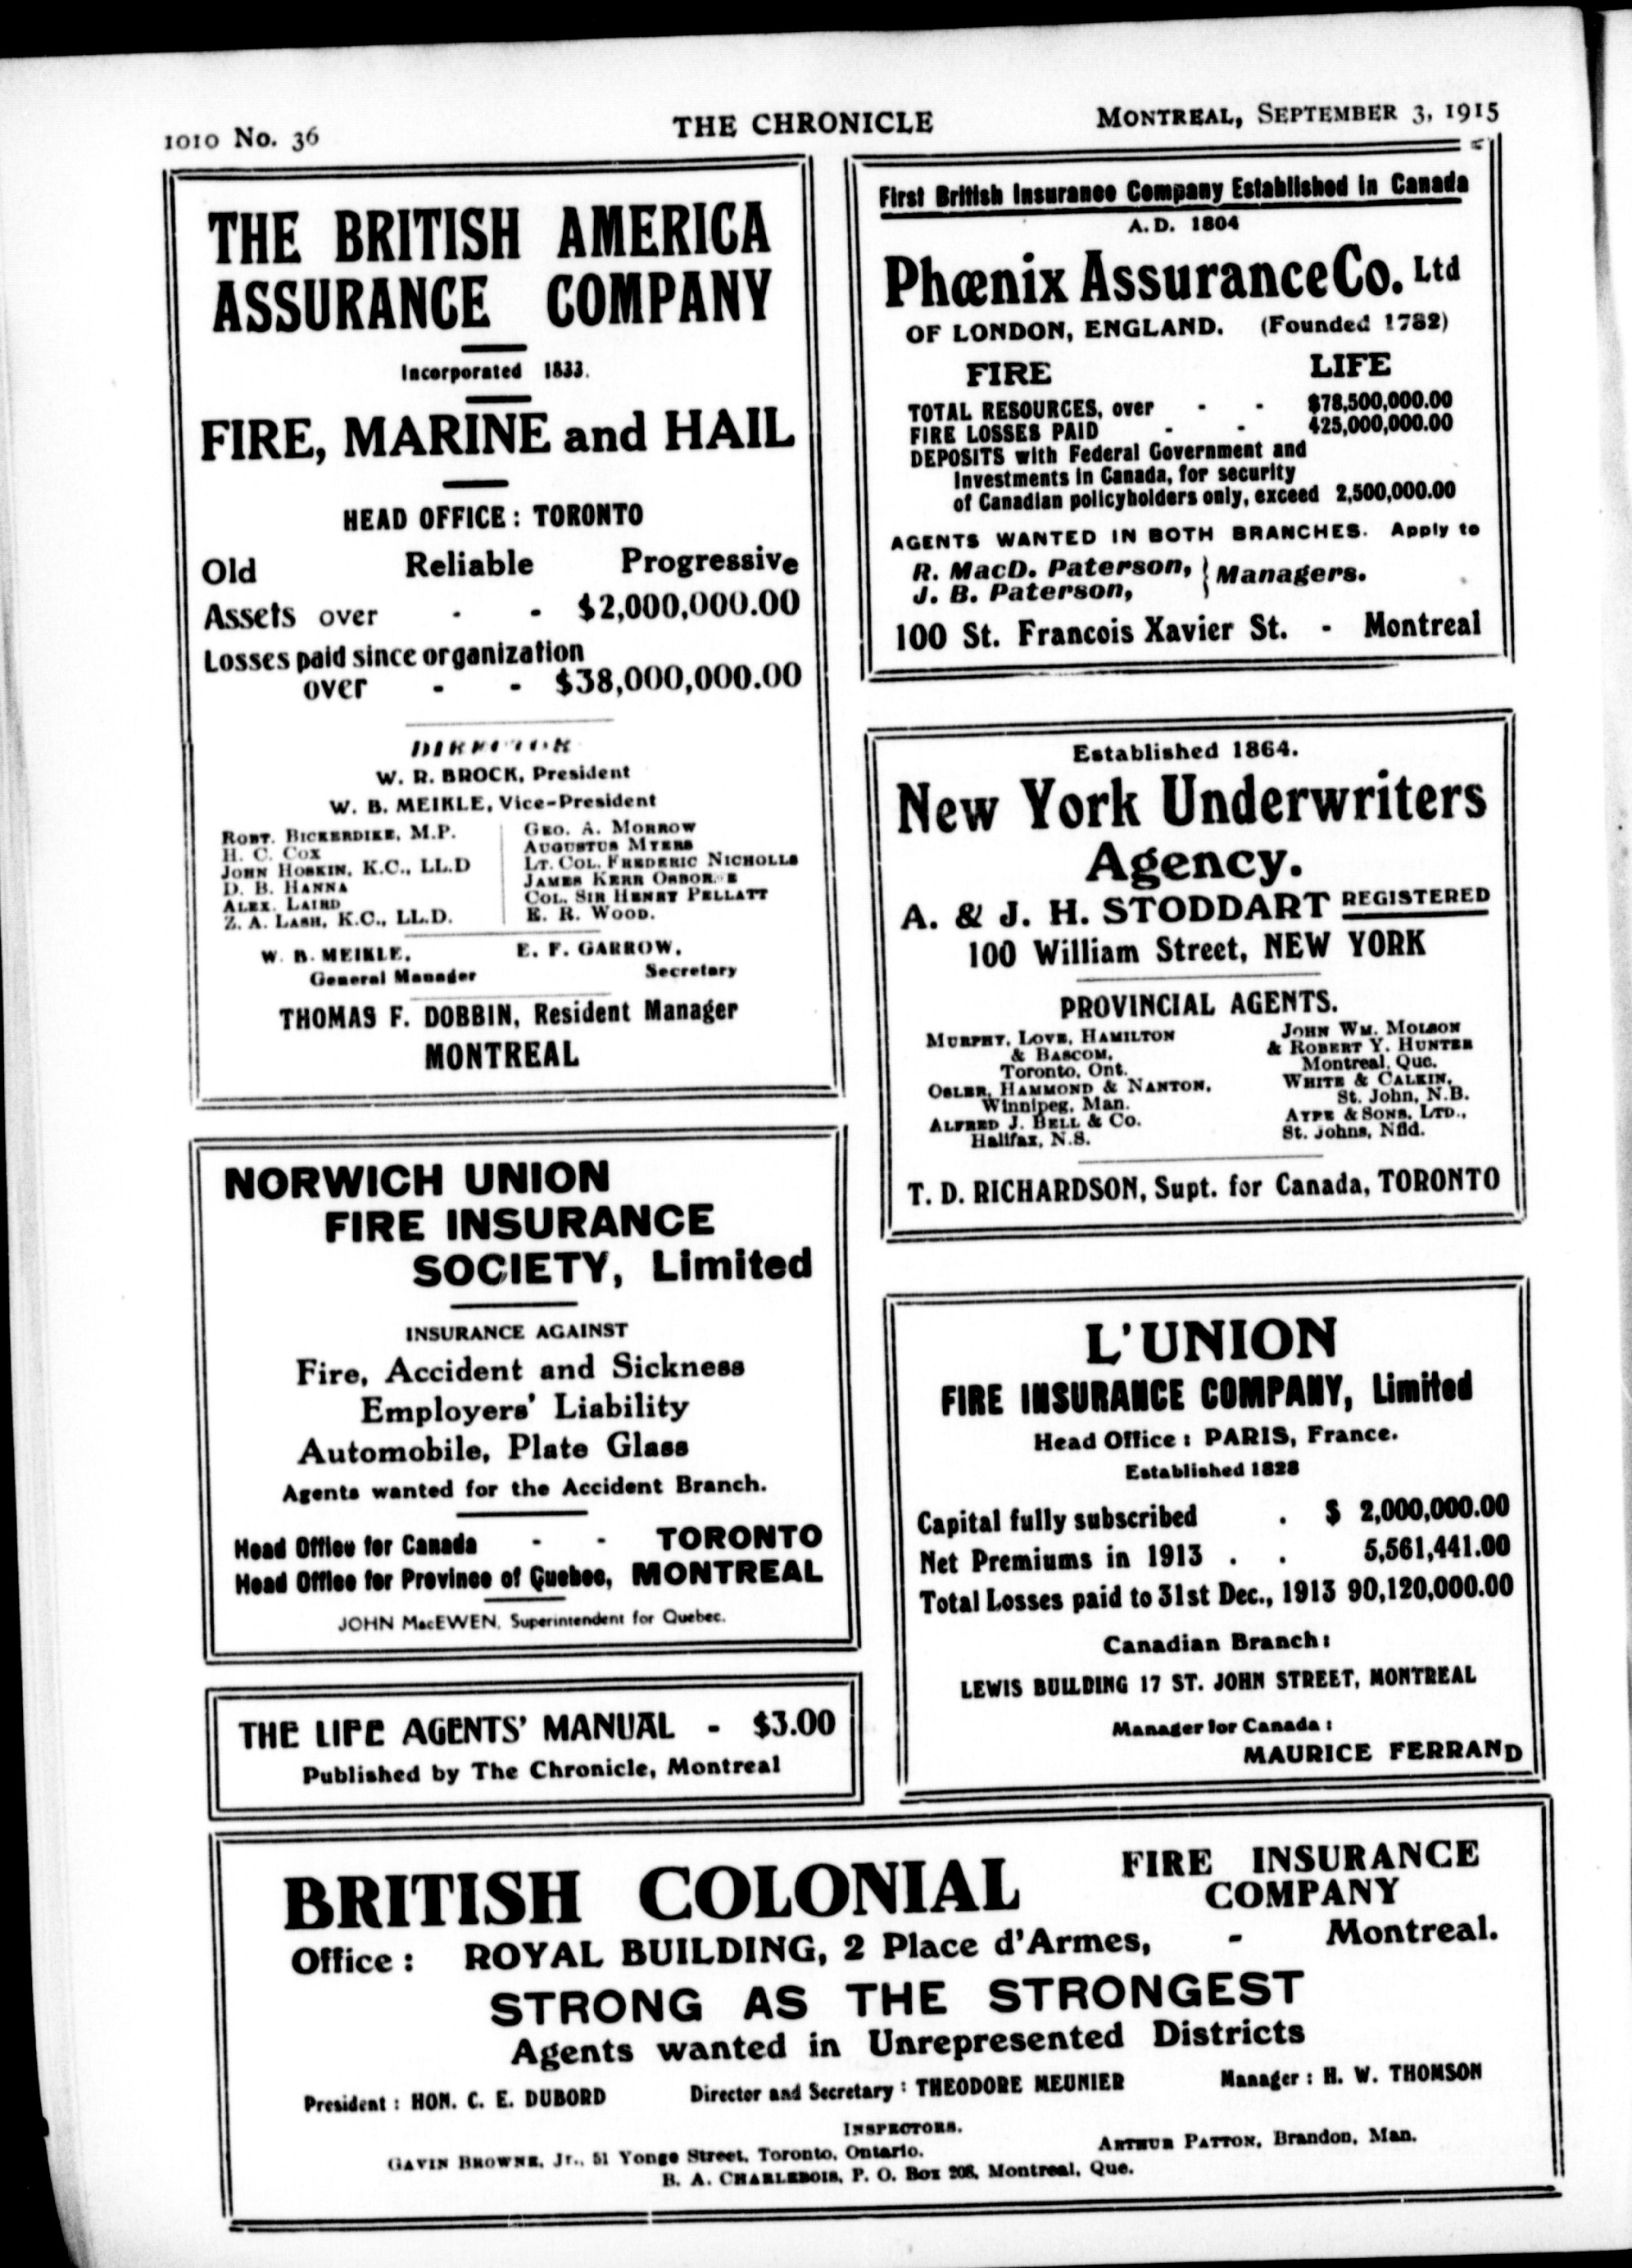 1010 No. 36
THE CHRONICLE
MONTREAL, SEPTEMBER 3, 1915
THE BRITISH AMERICA
ASSURANCE COMPANY
Incorporated 1833.
FIRE, MARINE and HAIL
HEAD OFFICE: TORONTO
Old Reliable Progressive
Assets over - - $2,000,000.00
Losses paid since organization
over - - $38,000,000.00
W. R. BROCK, President
W. B. MEIKLE, Vice-President
ROBT. BICKERDIKE, M.P.
H. C. COX
JOHN HOSKIN, K.C., LL.D
D. B. HANNA
ALEX. LAIRD
Z. A. LASH, K.C., LL.D.
GEO. A. MORROW
AUGUSTUS MYERS
LT. COL. FREDERIC NICHOLLS
JAMES KERR OSBORNE
COL. SIR HENRY PELLATT
E. R. WOOD.
W. B. MEIKLE,
General Manager
E. F. GARROW,
Secretary
THOMAS F. DOBBIN, Resident Manager
MONTREAL
NORWICH UNION
FIRE INSURANCE
SOCIETY, Limited
INSURANCE AGAINST
Fire, Accident and Sickness
Employers' Liability
Automobile, Plate Glass
Agents wanted for the Accident Branch.
Head Office for Canada - - TORONTO
Head Office for Province of Quebec, MONTREAL
JOHN MacEWEN, Superintendent for Quebec.
THE LIFE AGENTS' MANUAL - $3.00
Published by The Chronicle, Montreal
First British Insurance Company Established in Canada
A.D. 1804
Phœnix Assurance Co. Ltd
OF LONDON, ENGLAND. (Founded 1782)
FIRE LIFE
TOTAL RESOURCES, over - - $78,500,000.00
FIRE LOSSES PAID - - 425,000,000.00
DEPOSITS with Federal Government and
Investments in Canada, for security
of Canadian policyholders only, exceed 2,500,000.00
AGENTS WANTED IN BOTH BRANCHES. Apply to
R. MacD. Paterson, } Managers.
J. B. Paterson,
100 St. Francois Xavier St. - Montreal
Established 1864.
New York Underwriters
Agency.
A. & J. H. STODDART REGISTERED
100 William Street, NEW YORK
PROVINCIAL AGENTS.
MURPHY, LOVE, HAMILTON
& BASCOM,
Toronto, Ont.
OSLER, HAMMOND & NANTON,
Winnipeg, Man.
ALFRED J. BELL & CO.
Halifax, N.S.
JOHN WM. MOLSON
& ROBERT Y. HUNTER
Montreal, Que.
WHITE & CALKIN,
St. John, N.B.
AYRE & SONS, LTD.,
St. Johns, Nfld.
T. D. RICHARDSON, Supt. for Canada, TORONTO
L'UNION
FIRE INSURANCE COMPANY, Limited
Head Office: PARIS, France.
Established 1828
Capital fully subscribed . $ 2,000,000.00
Net Premiums in 1913 . . 5,561,441.00
Total Losses paid to 31st Dec., 1913 90,120,000.00
Canadian Branch:
LEWIS BUILDING 17 ST. JOHN STREET, MONTREAL
Manager for Canada:
MAURICE FERRAND
BRITISH COLONIAL FIRE INSURANCE
COMPANY
Office: ROYAL BUILDING, 2 Place d'Armes, - Montreal.
STRONG AS THE STRONGEST
Agents wanted in Unrepresented Districts
President: HON. C. E. DUBORD Director and Secretary: THEODORE MEUNIER Manager: H. W. THOMSON
INSPECTORS.
GAVIN BROWNE, Jr., 51 Yonge Street, Toronto, Ontario. ARTHUR PATTON, Brandon, Man.
B. A. CHARLEBOIS, P. O. Box 208, Montreal, Que.